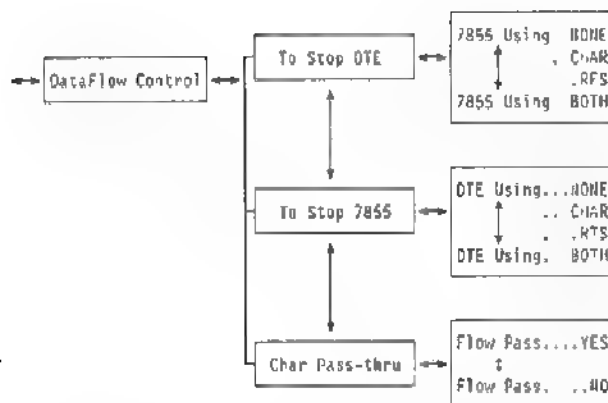 DataFlow Control
To Stop DTE
7855 Using NONE
. CHAR
.RFS
7855 Using BOTH
To Stop 7855
DTE Using...NONE
.. CHAR
. .RTS
DTE Using. BOTH
Char Pass-thru
Flow Pass....YES
Flow Pass. ..NO